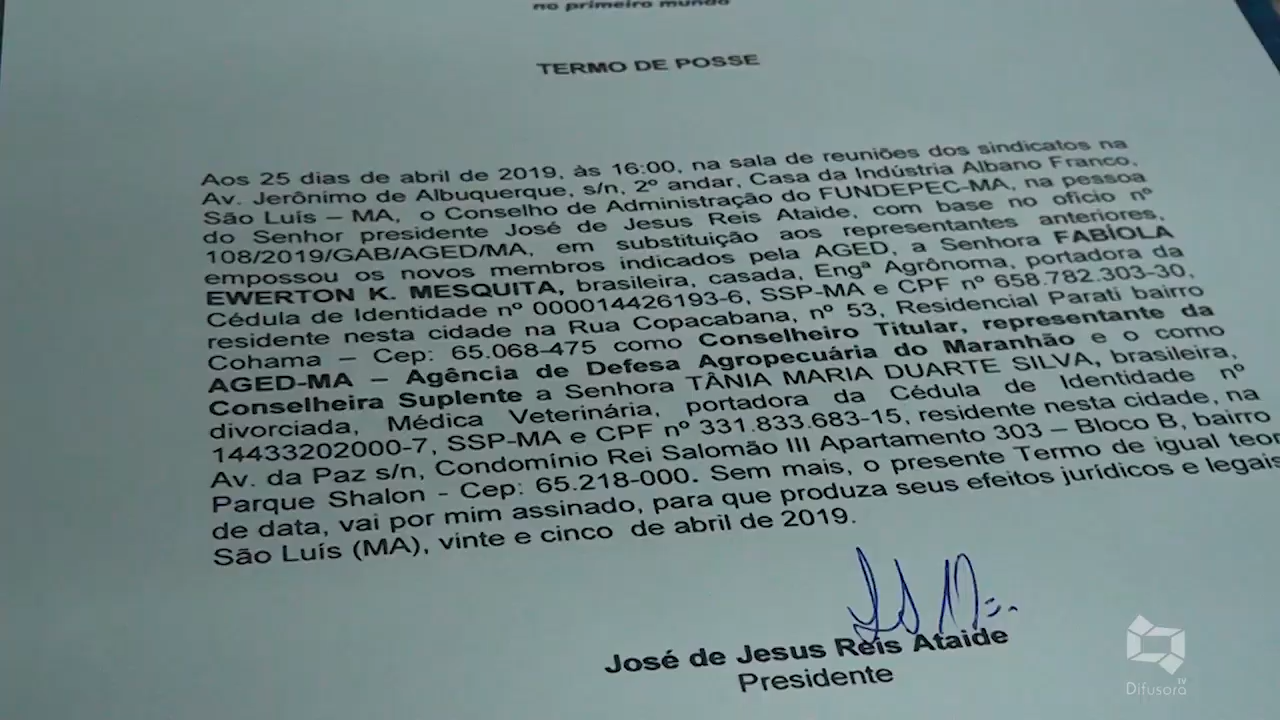 no primeiro mundo
TERMO DE POSSE
Aos 25 dias de abril de 2019, às 16:00, na sala de reuniões dos sindicatos na
Av. Jerônimo de Albuquerque, s/n, 2º andar, Casa da Indústria Albano Franco,
São Luís – MA, o Conselho de Administração do FUNDEPEC-MA, na pessoa
do Senhor presidente José de Jesus Reis Ataide, com base no oficio nº
108/2019/GAB/AGED/MA, em substituição aos representantes anteriores,
empossou os novos membros indicados pela AGED, a Senhora FABÍOLA
EWERTON K. MESQUITA, brasileira, casada, Engª Agrônoma, portadora da
Cédula de Identidade nº 000014426193-6, SSP-MA e CPF nº 658.782.303-30,
residente nesta cidade na Rua Copacabana, nº 53, Residencial Parati bairro
Cohama – Cep: 65.068-475 como Conselheiro Titular, representante da
AGED-MA – Agência de Defesa Agropecuária do Maranhão e o como
Conselheira Suplente a Senhora TÂNIA MARIA DUARTE SILVA, brasileira,
divorciada, Médica Veterinária, portadora da Cédula de Identidade nº
14433202000-7, SSP-MA e CPF nº 331.833.683-15, residente nesta cidade, na
Av. da Paz s/n, Condomínio Rei Salomão III Apartamento 303 – Bloco B, bairro
Parque Shalon - Cep: 65.218-000. Sem mais, o presente Termo de igual teor
de data, vai por mim assinado, para que produza seus efeitos jurídicos e legais
São Luís (MA), vinte e cinco de abril de 2019.
José de Jesus Reis Ataide
Presidente
TV
Difusora